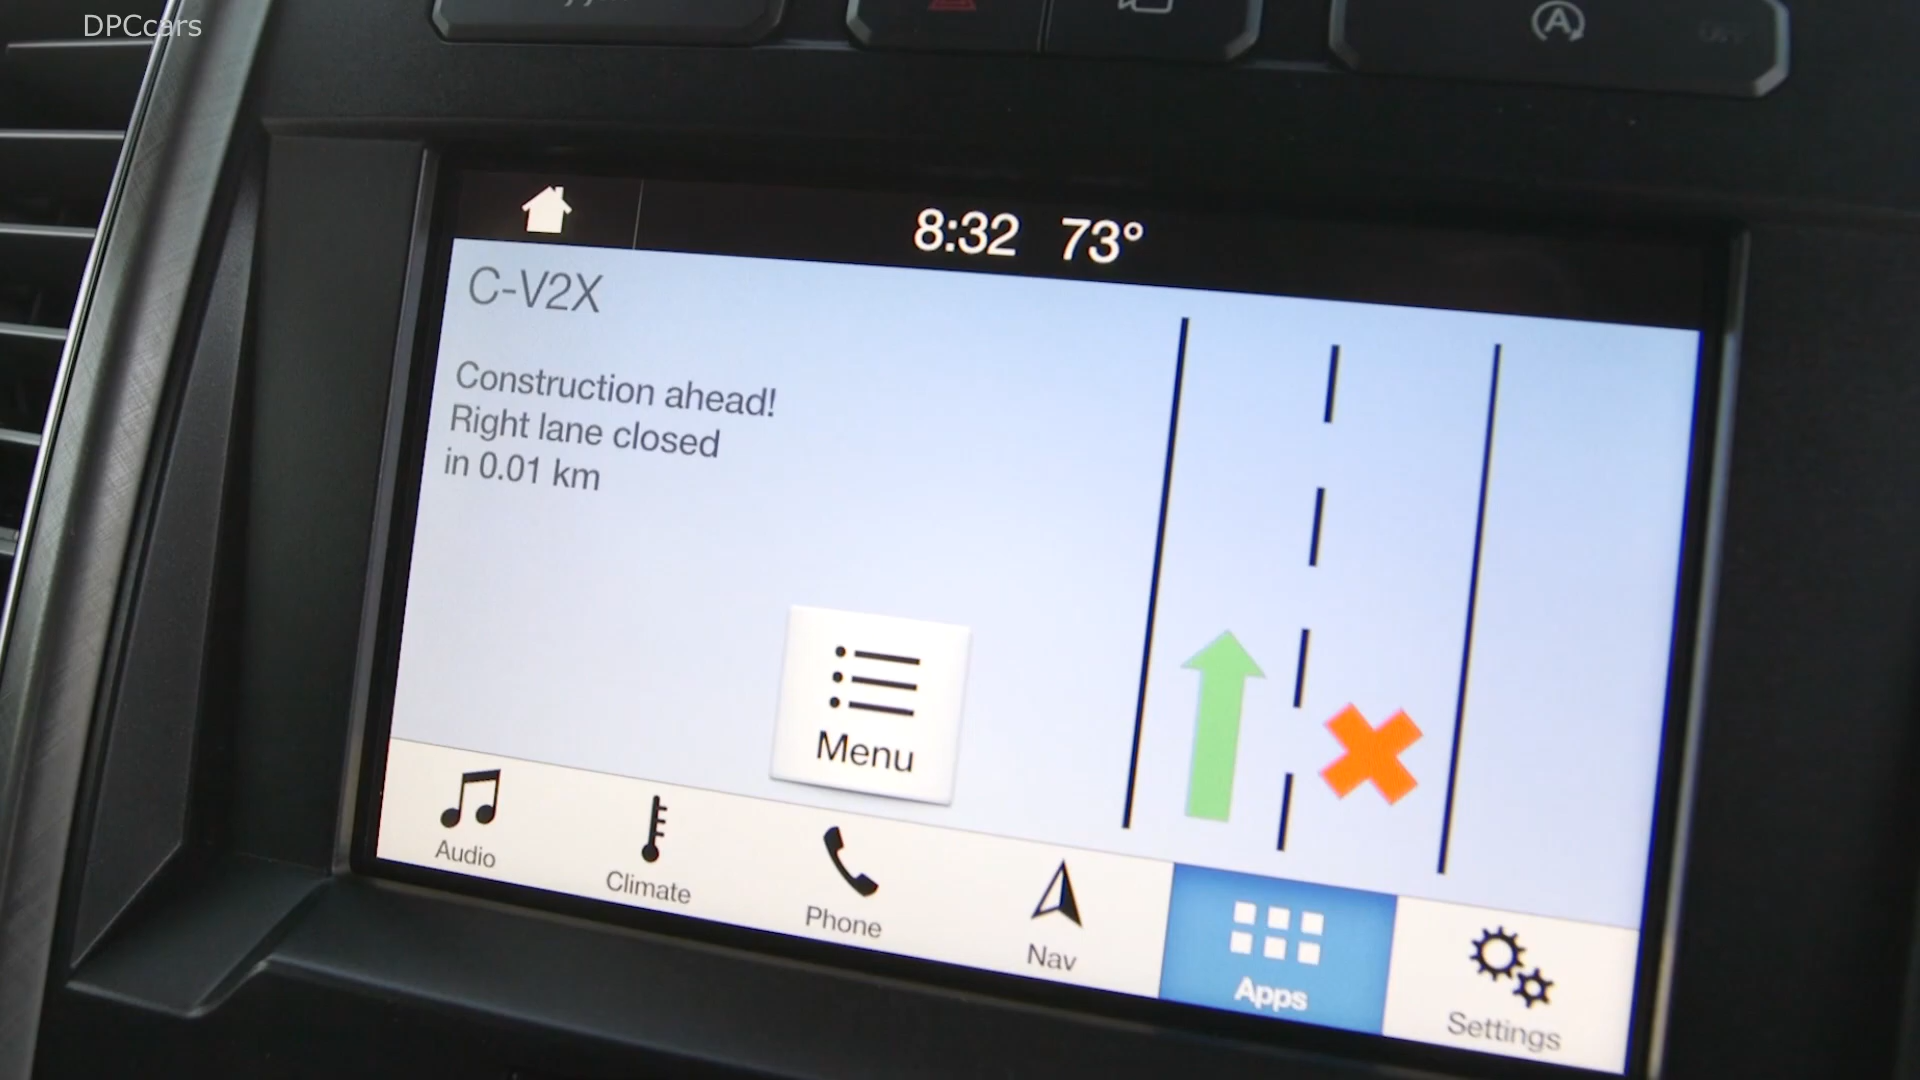 DPCcars
A
OFF
8:32 73°
C-V2X
Construction ahead!
Right lane closed
in 0.01 km
Menu
Audio
Climate
Phone
Nav
Apps
Settings